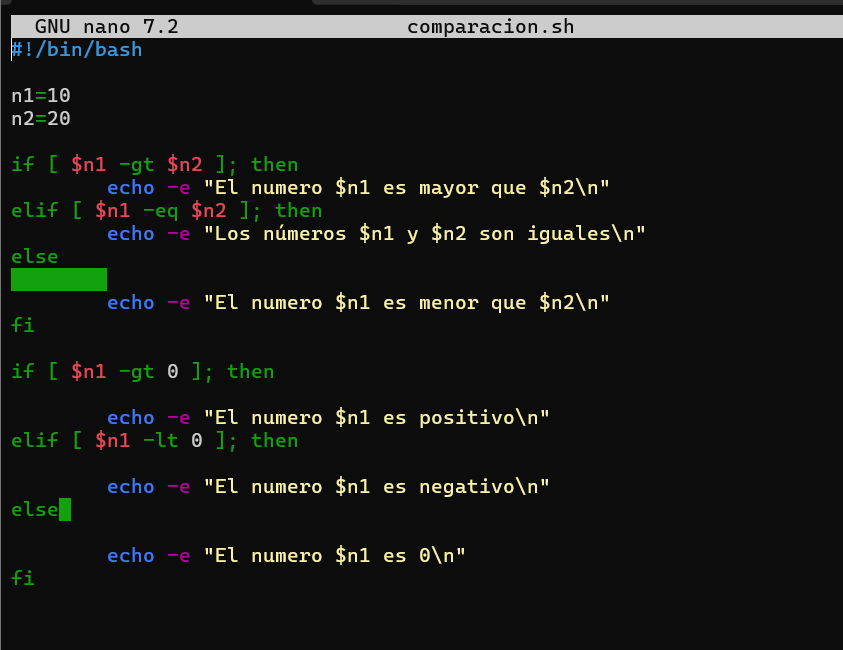 GNU nano 7.2 comparacion.sh
#!/bin/bash
n1=10
n2=20
if [ $n1 -gt $n2 ]; then
echo -e "El numero $n1 es mayor que $n2\n"
elif [ $n1 -eq $n2 ]; then
echo -e "Los números $n1 y $n2 son iguales\n"
else
echo -e "El numero $n1 es menor que $n2\n"
fi
if [ $n1 -gt 0 ]; then
echo -e "El numero $n1 es positivo\n"
elif [ $n1 -lt 0 ]; then
echo -e "El numero $n1 es negativo\n"
else
echo -e "El numero $n1 es 0\n"
fi